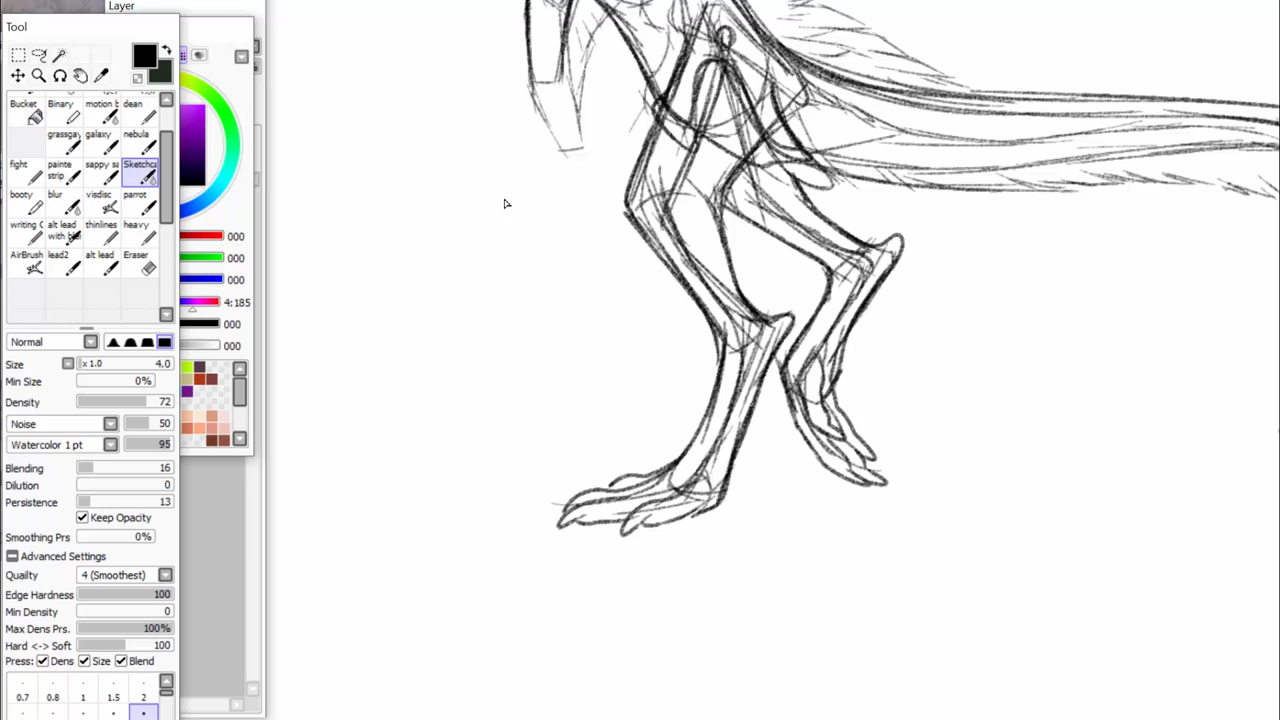 Layer
Tool
Bucket Binary motion b dean
grassgay galaxy nebula
fight painte strip sappy sa Sketchc
booty blur visdisc parrot
writing C alt lead thinlines heavy
AirBrush lead2 alt lead Eraser
000
000
000
4:185
000
000
Normal
Size x 1.0 4.0
Min Size 0%
Density 72
Noise 50
Watercolor 1 pt 95
Blending 16
Dilution 0
Persistence 13
Keep Opacity
Smoothing Prs 0%
Advanced Settings
Quailty 4 (Smoothest)
Edge Hardness 100
Min Density 0
Max Dens Prs. 100%
Hard <-> Soft 100
Press: Dens Size Blend
0.7 0.8 1 1.5 2